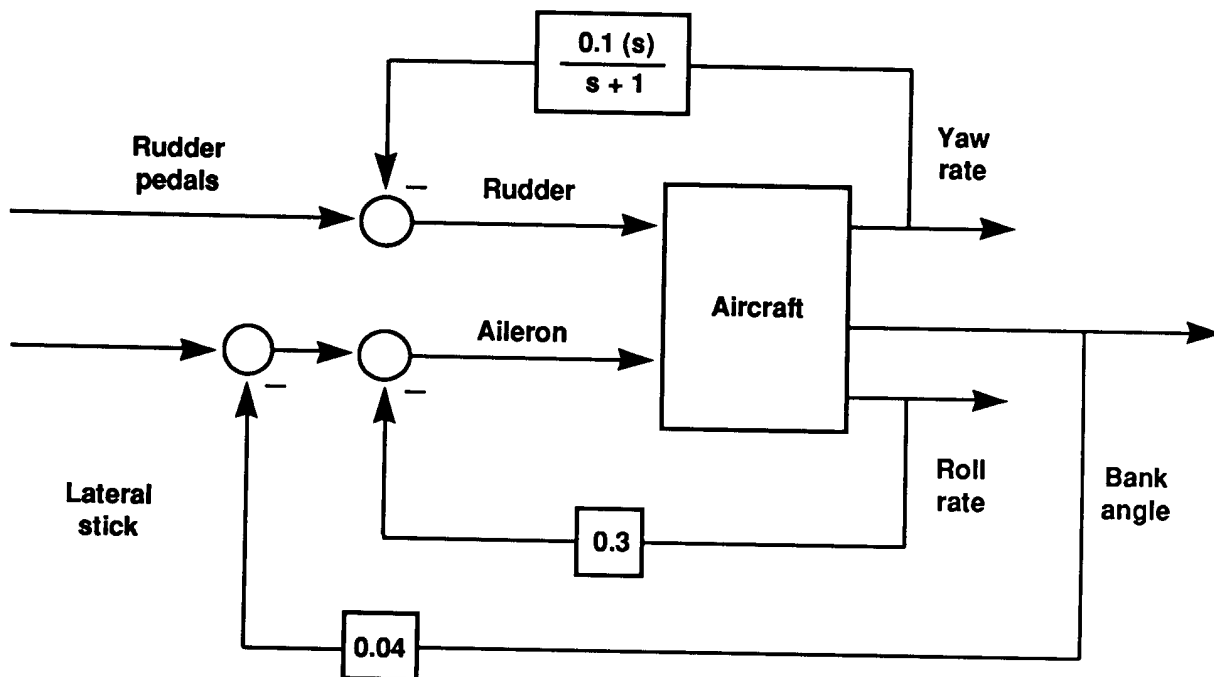 0.1 (s)
s + 1
Yaw
rate
Rudder
pedals
–
Rudder
Aircraft
Aileron
–
–
Lateral
stick
Roll
rate
Bank
angle
0.3
0.04